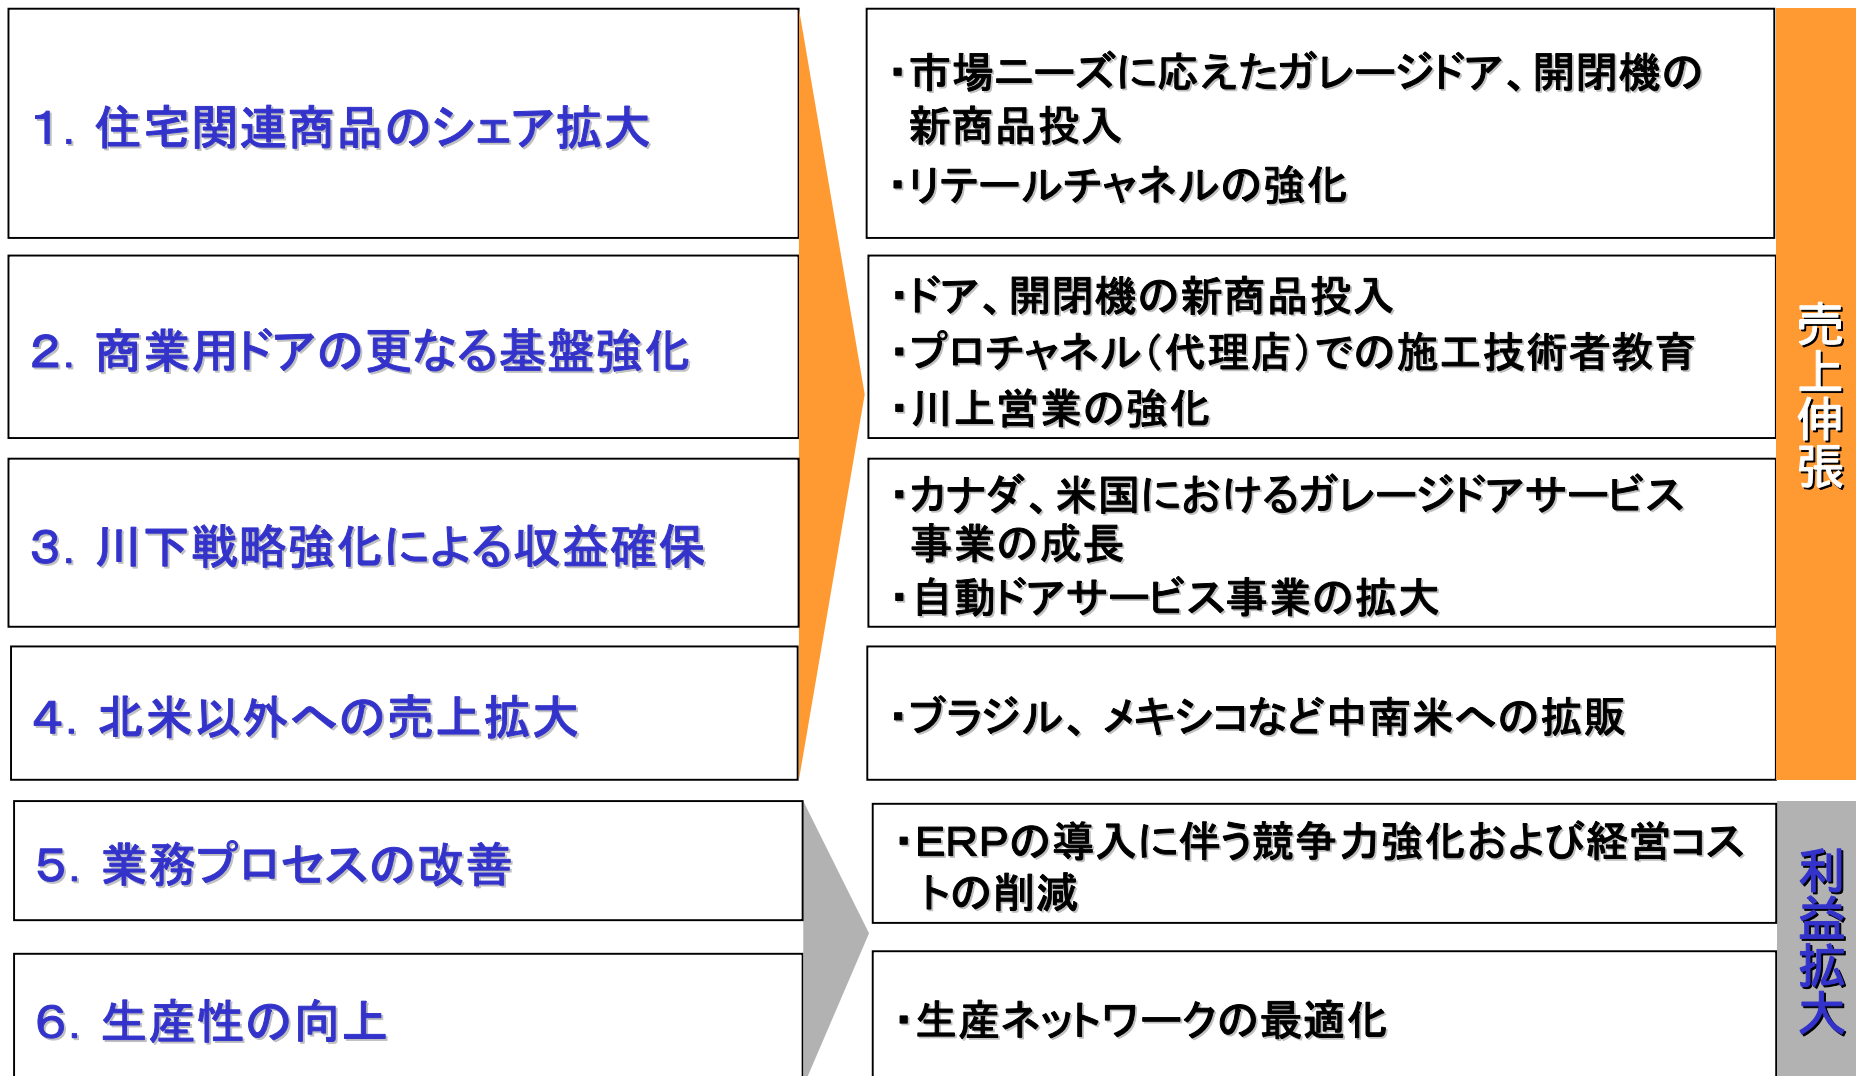 １．住宅関連商品のシェア拡大
・市場ニーズに応えたガレージドア、開閉機の
新商品投入
・リテールチャネルの強化
２．商業用ドアの更なる基盤強化
・ドア、開閉機の新商品投入
・プロチャネル（代理店）での施工技術者教育
・川上営業の強化
３．川下戦略強化による収益確保
・カナダ、米国におけるガレージドアサービス
事業の成長
・自動ドアサービス事業の拡大
４．北米以外への売上拡大
・ブラジル、メキシコなど中南米への拡販
売上伸張
５．業務プロセスの改善
・ＥＲＰの導入に伴う競争力強化および経営コス
トの削減
６．生産性の向上
・生産ネットワークの最適化
利益拡大